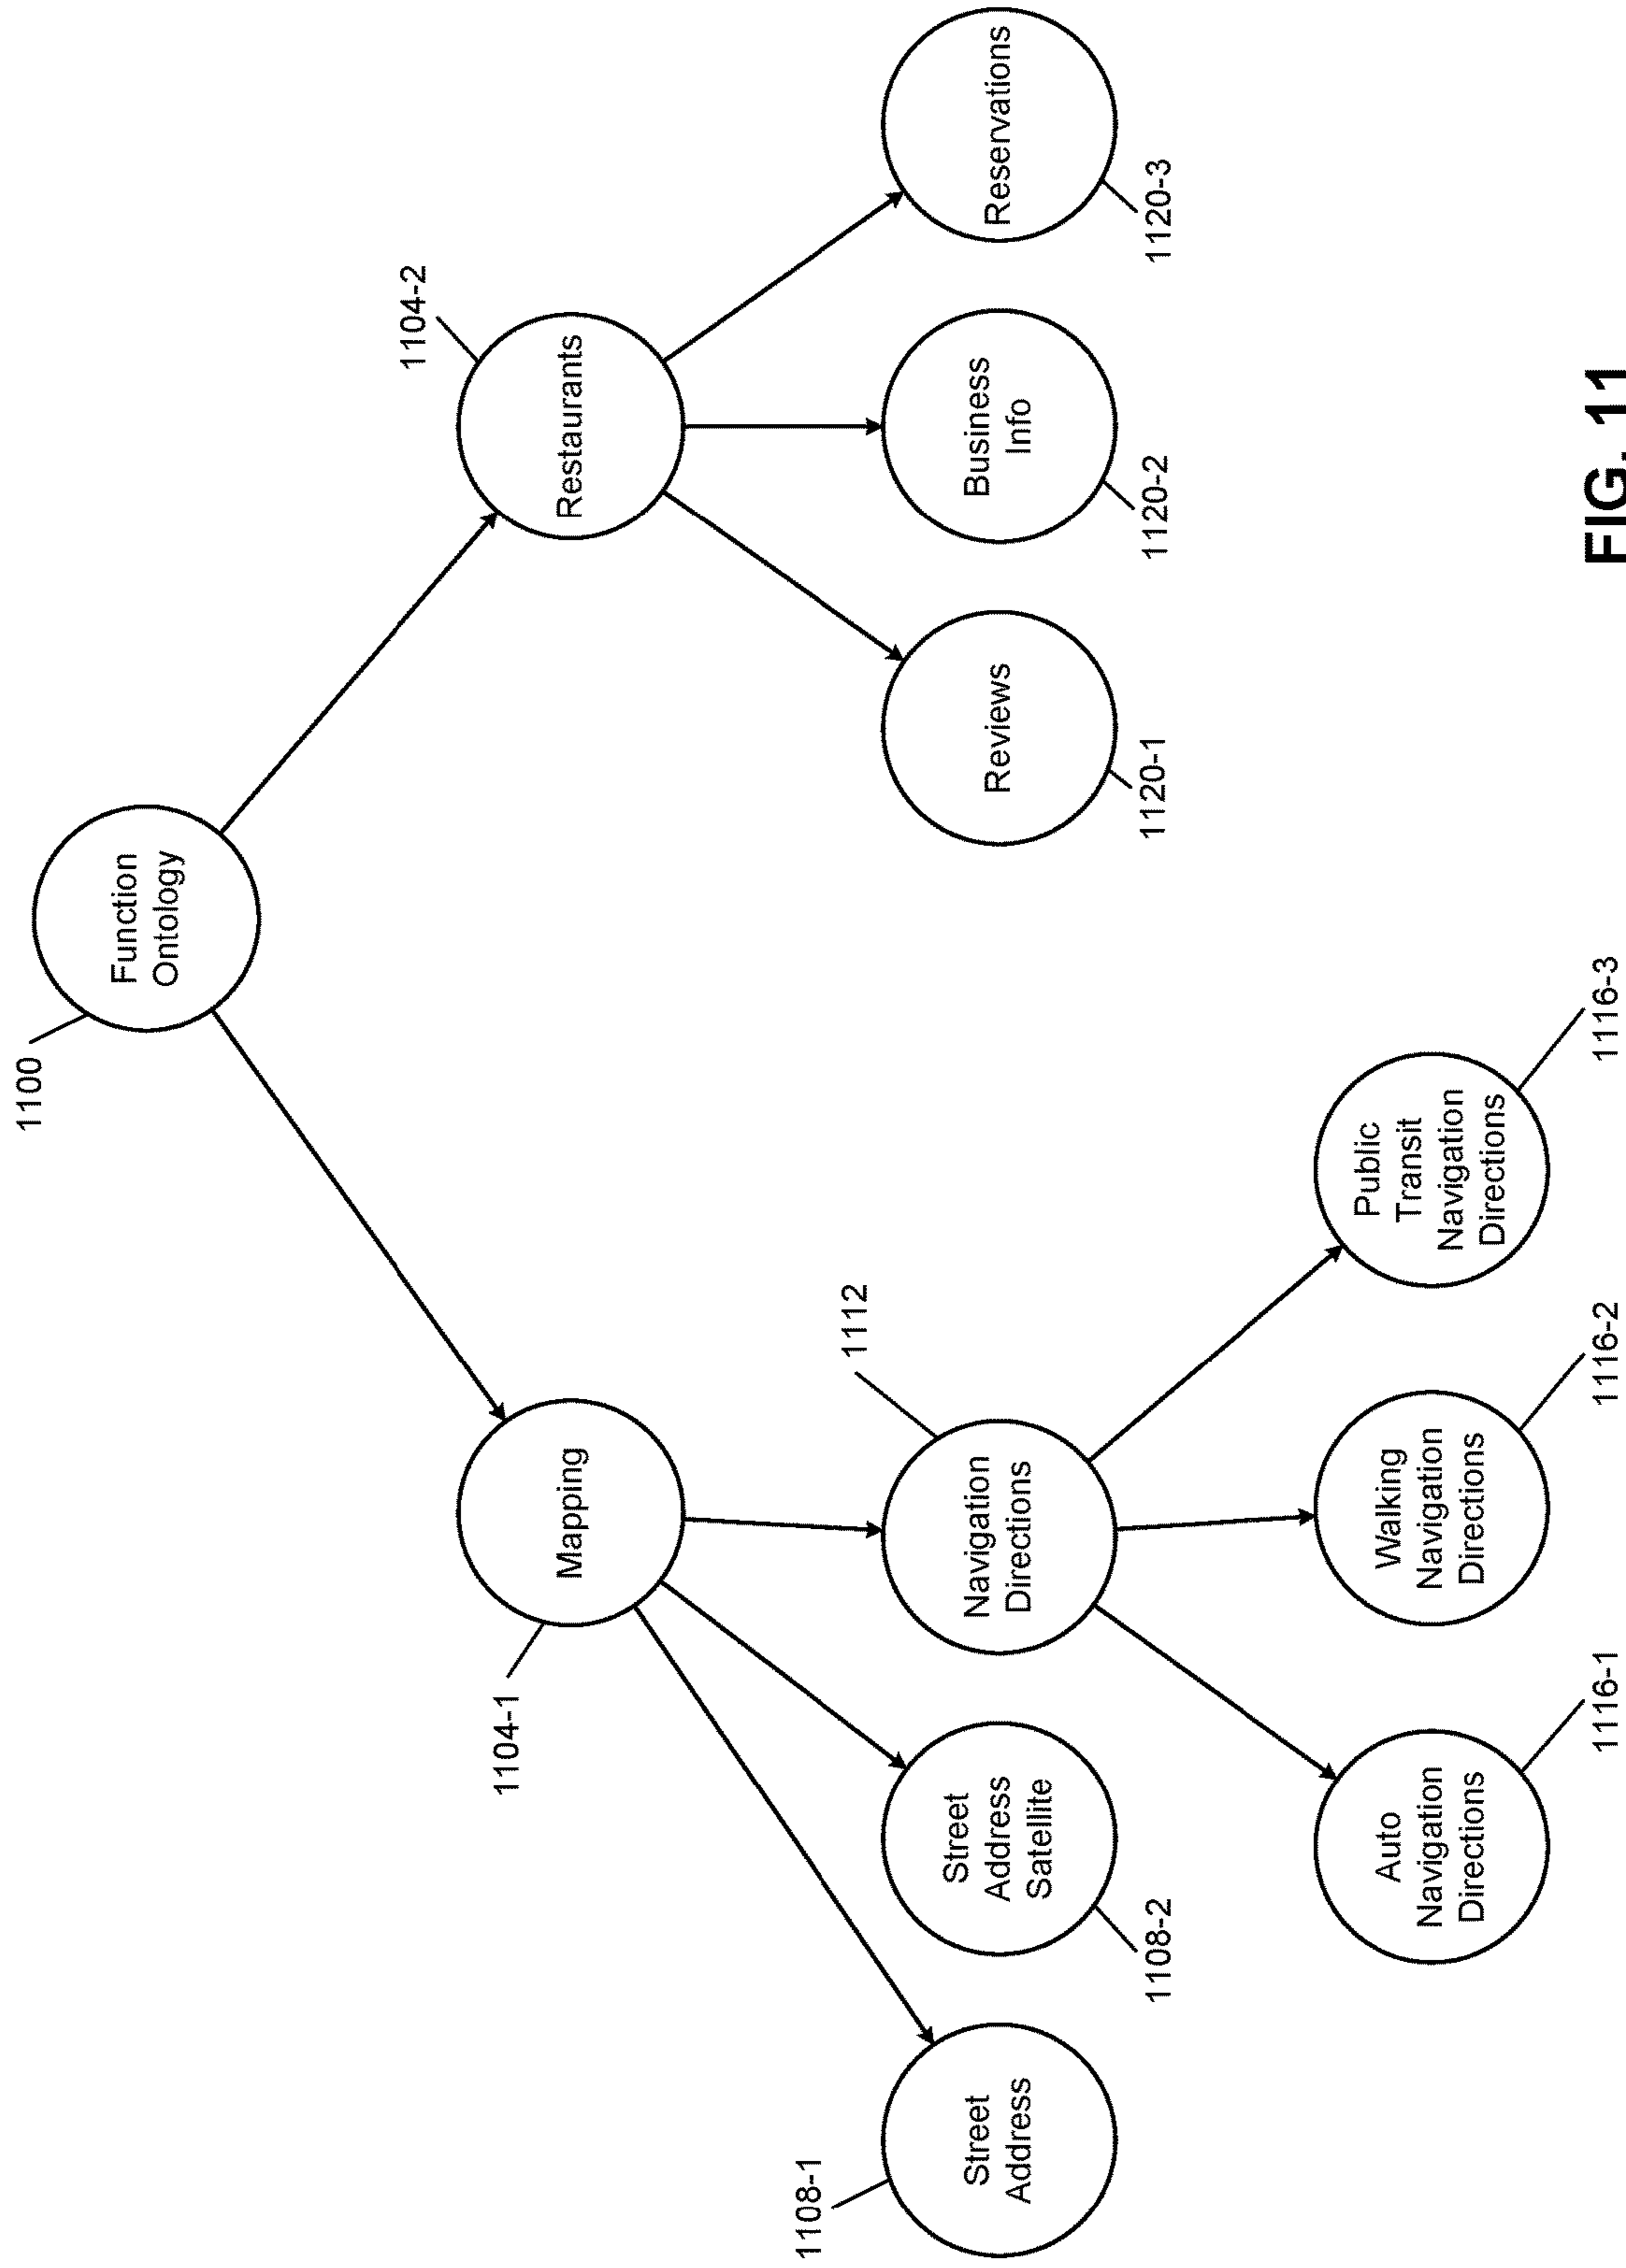 1100
Function
Ontology
1104-1
Mapping
1104-2
Restaurants
1108-1
Street
Address
1108-2
Street
Address
Satellite
1112
Navigation
Directions
1120-1
Reviews
1120-2
Business
Info
1120-3
Reservations
1116-1
Auto
Navigation
Directions
1116-2
Walking
Navigation
Directions
1116-3
Public
Transit
Navigation
Directions
FIG. 11